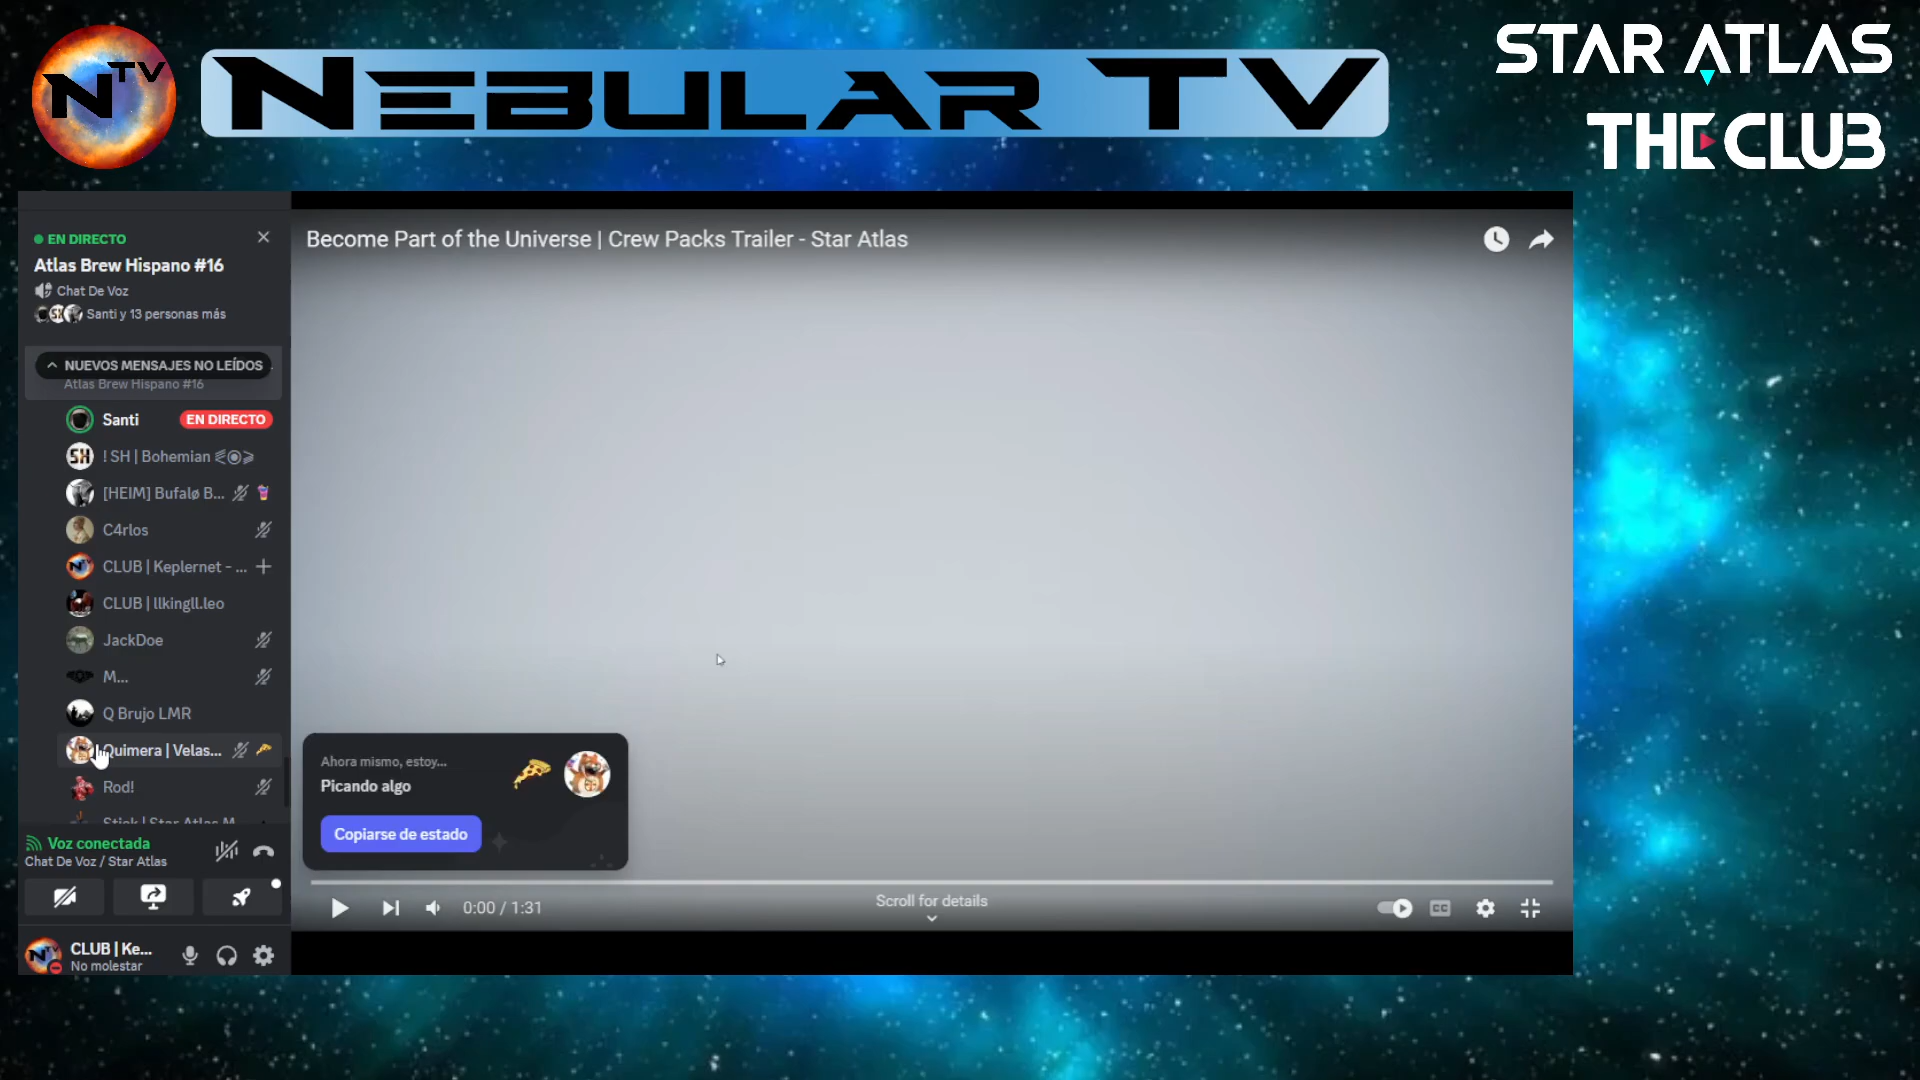 NTV
NEBULAR TV
STAR ATLAS
THE CLUB
EN DIRECTO
Atlas Brew Hispano #16
Chat De Voz
Santi y 13 personas más
NUEVOS MENSAJES NO LEÍDOS
Atlas Brew Hispano #16
Santi
EN DIRECTO
! SH | Bohemian
[HEIM] Bufalø B...
C4rlos
CLUB | Keplernet - ...
CLUB | llkingll.leo
JackDoe
M...
Q Brujo LMR
Quimera | Velas...
Rod!
Stick | Star Atlas M
Voz conectada
Chat De Voz / Star Atlas
CLUB | Ke...
No molestar
Become Part of the Universe | Crew Packs Trailer - Star Atlas
Ahora mismo, estoy...
Picando algo
Copiarse de estado
0:00 / 1:31
Scroll for details
CC